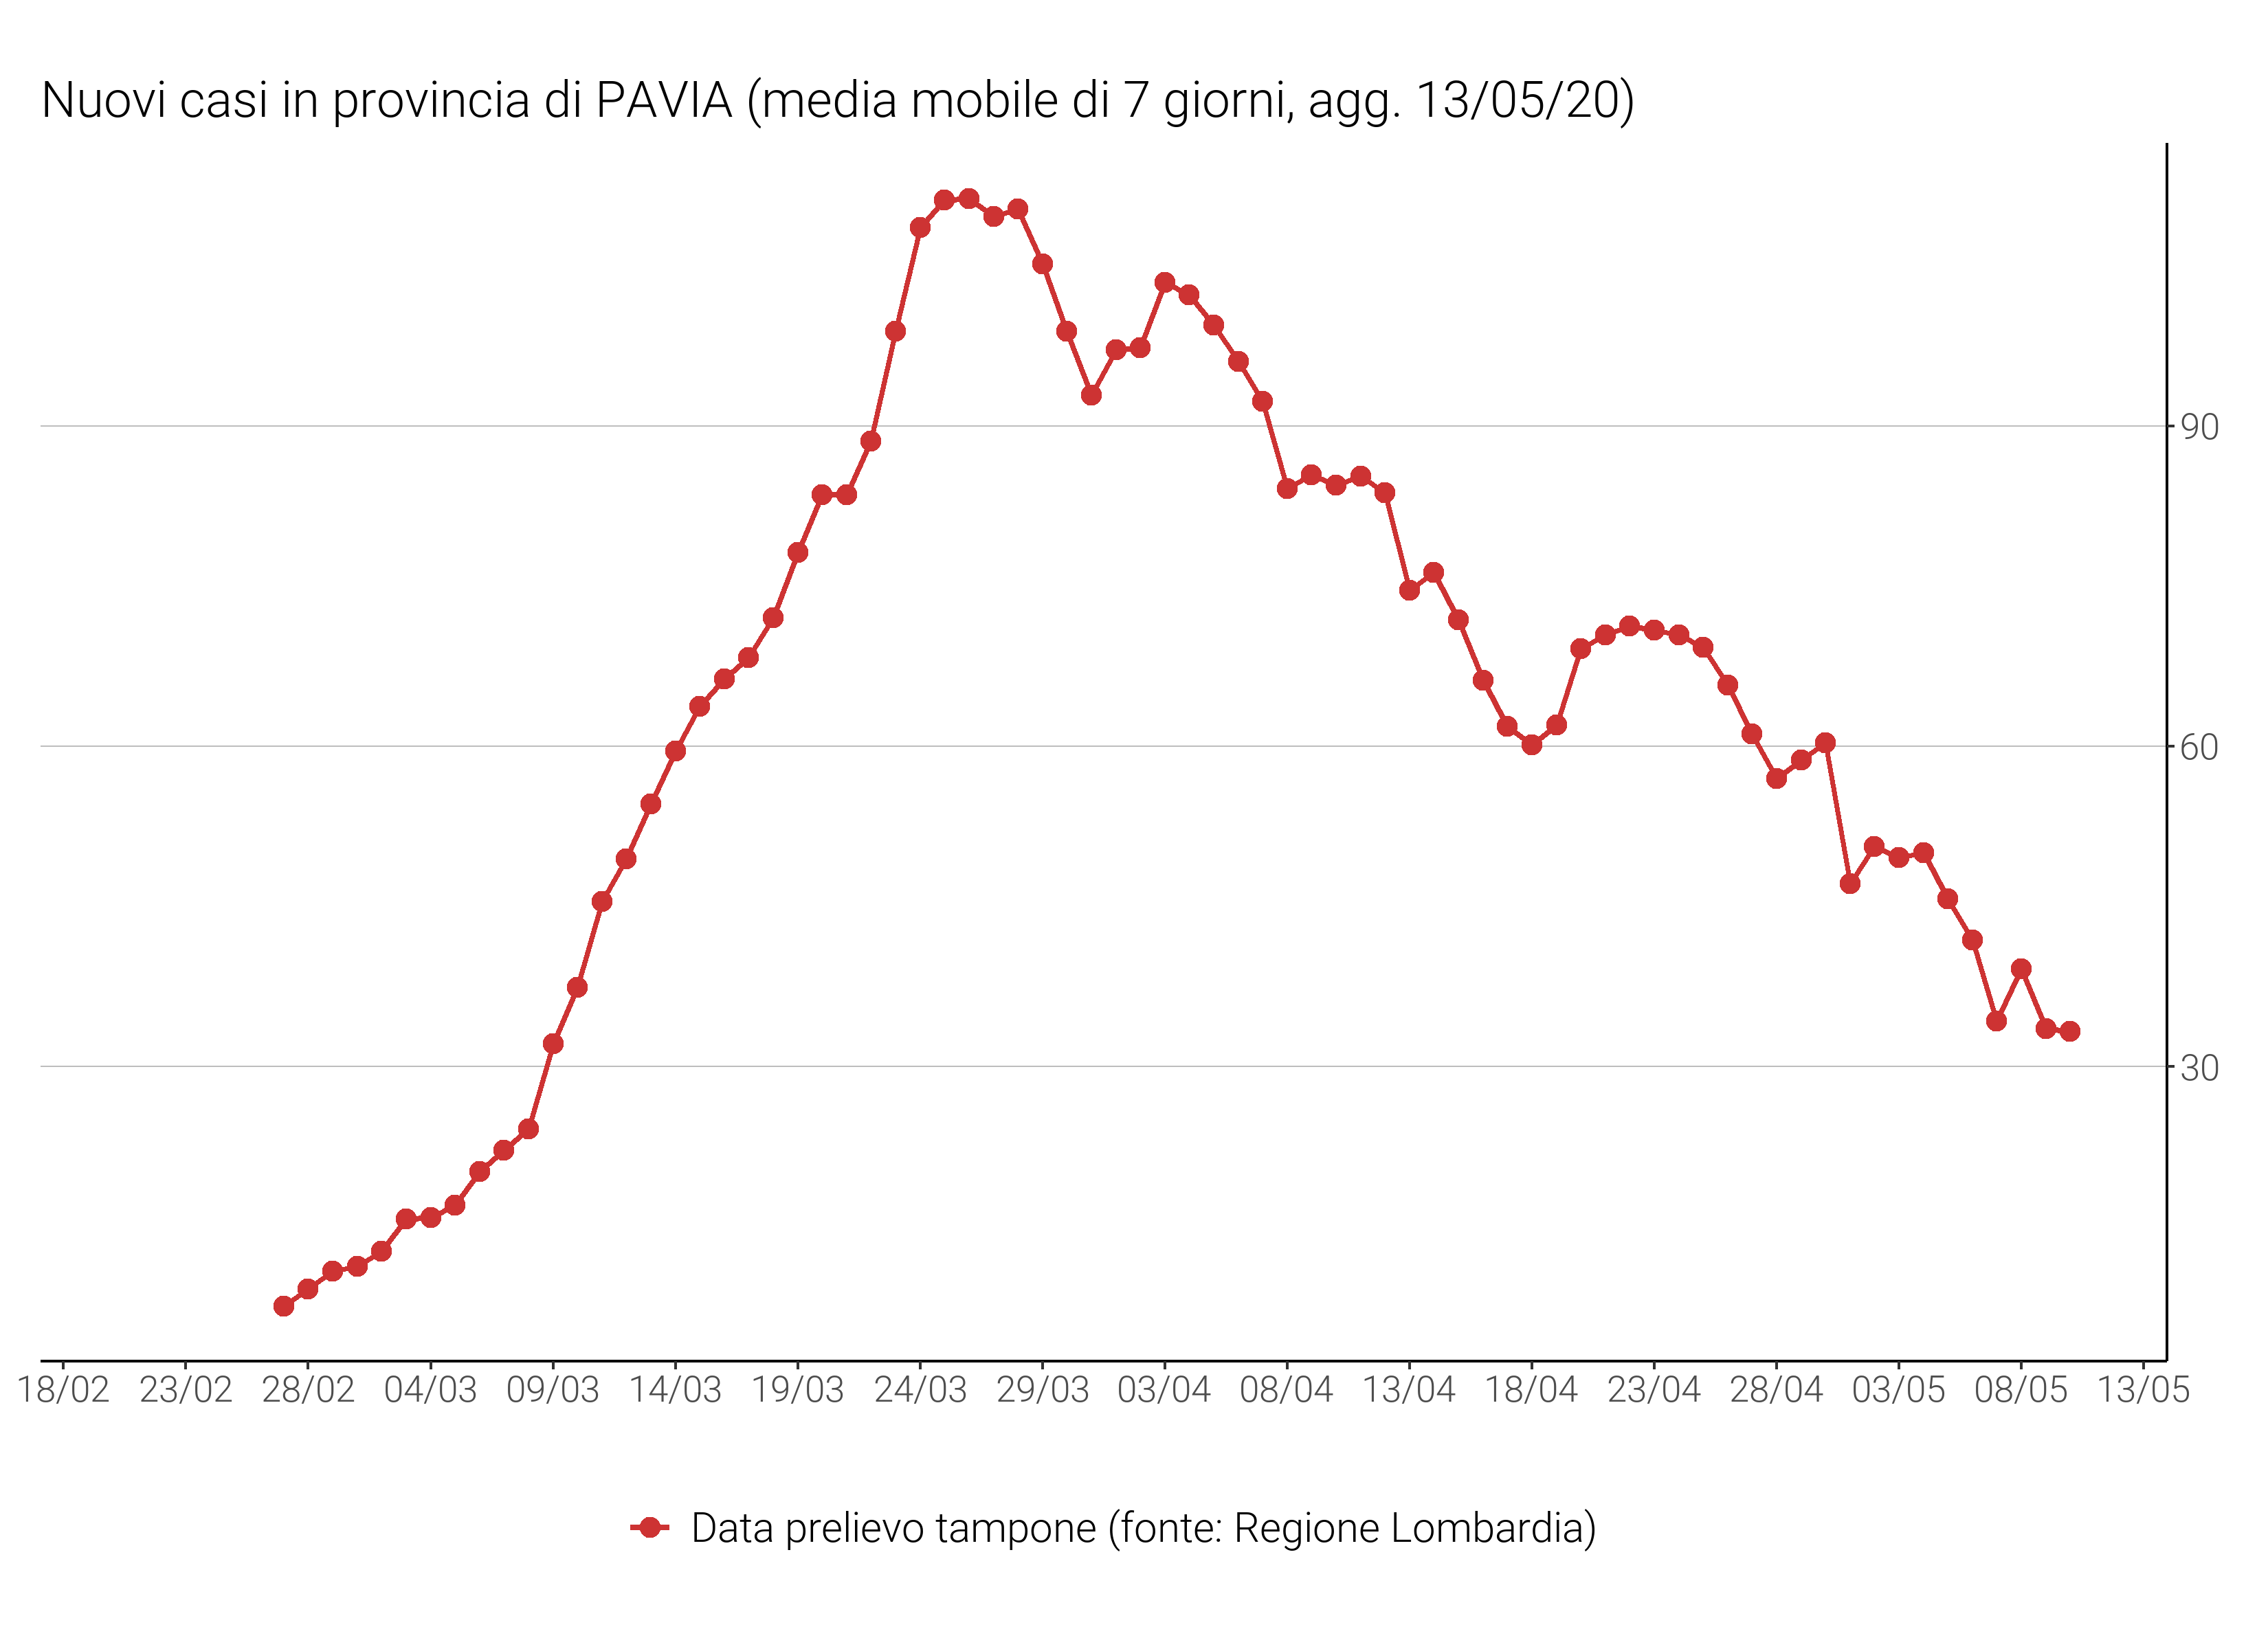 Nuovi casi in provincia di PAVIA (media mobile di 7 giorni, agg. 13/05/20)
90
60
30
18/02 23/02 28/02 04/03 09/03 14/03 19/03 24/03 29/03 03/04 08/04 13/04 18/04 23/04 28/04 03/05 08/05 13/05
Data prelievo tampone (fonte: Regione Lombardia)